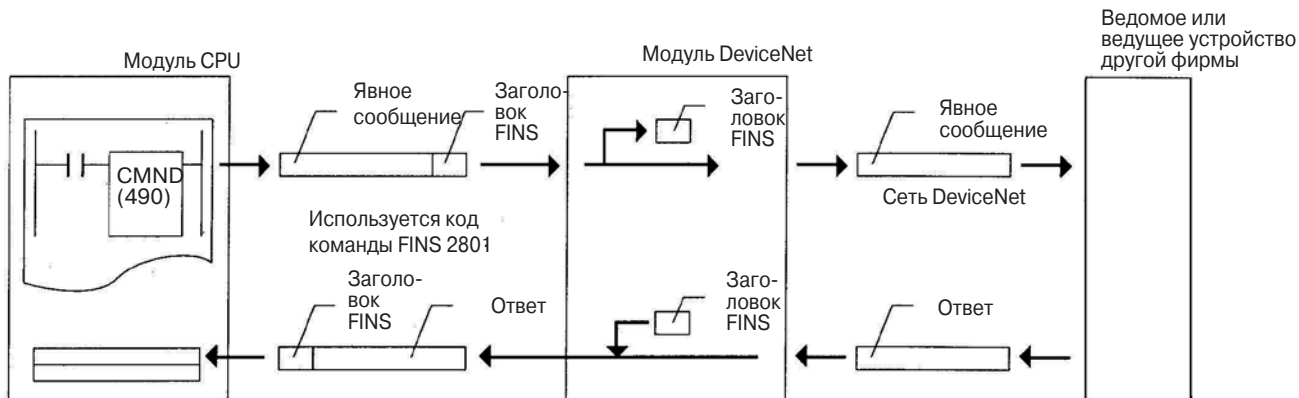 Модуль CPU
Модуль DeviceNet
Ведомое или
ведущее устройство
другой фирмы
Явное
сообщение
Заголо-
вок
FINS
Заго-
ловок
FINS
Явное
сообщение
CMND
(490)
Сеть DeviceNet
Используется код
команды FINS 2801
Заголо-
вок
FINS
Ответ
Заго-
ловок
FINS
Ответ